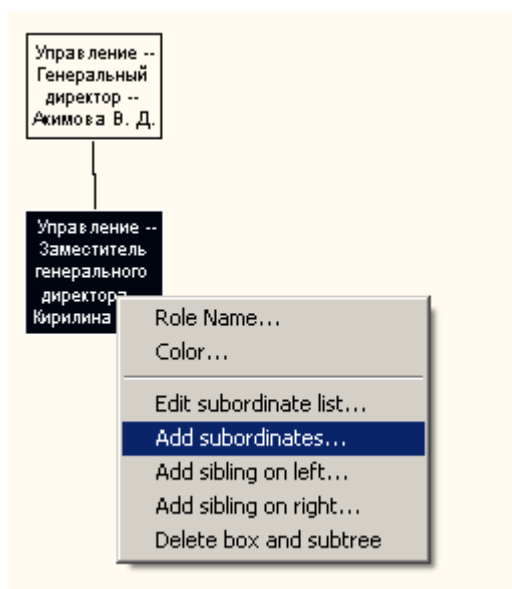 Управление --
Генеральный
директор --
Акимова В. Д.
Управление --
Заместитель
генерального
директора
Кирилина
Role Name...
Color...
Edit subordinate list...
Add subordinates...
Add sibling on left...
Add sibling on right...
Delete box and subtree